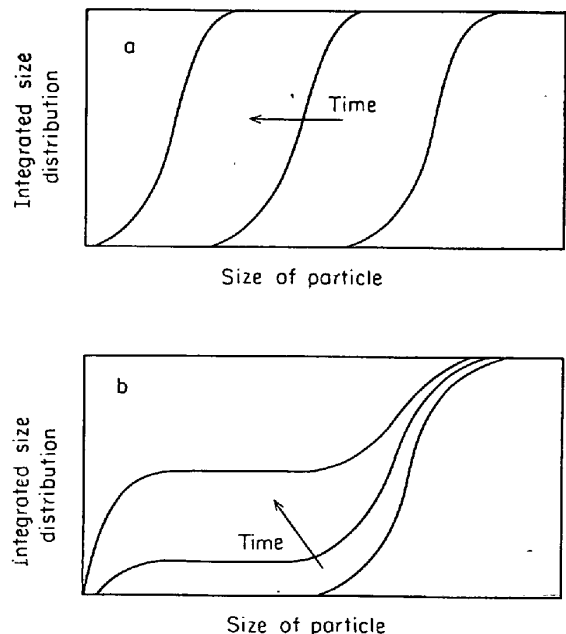 a
Time
Integrated size
distribution
Size of particle
b
Time
Integrated size
distribution
Size of particle